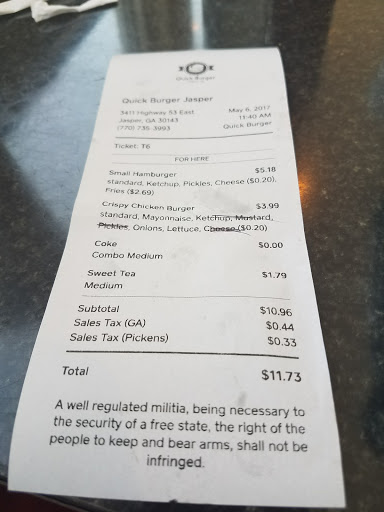 Quick Burger
Quick Burger Jasper
3411 Highway 53 East
May 6, 2017
Jasper, GA 30143
11:40 AM
(770) 735-3993
Quick Burger
Ticket: T6
FOR HERE
Small Hamburger $5.18
standard, Ketchup, Pickles, Cheese ($0.20),
Fries ($2.69)
Crispy Chicken Burger $3.99
standard, Mayonnaise, Ketchup, Mustard,
Pickles, Onions, Lettuce, Cheese ($0.20)
Coke $0.00
Combo Medium
Sweet Tea $1.79
Medium
Subtotal $10.96
Sales Tax (GA) $0.44
Sales Tax (Pickens) $0.33
Total $11.73
A well regulated militia, being necessary to
the security of a free state, the right of the
people to keep and bear arms, shall not be
infringed.